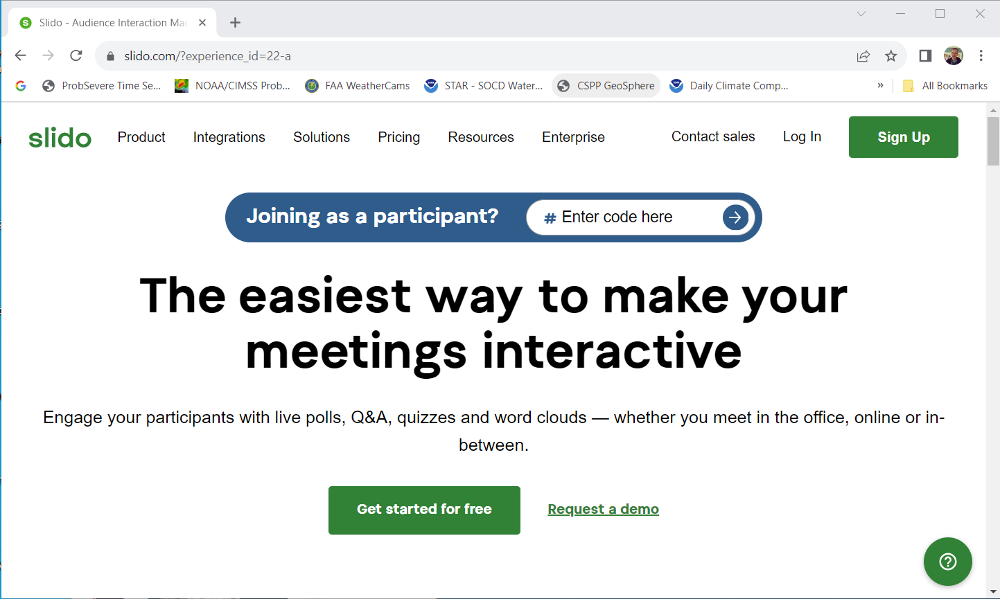 Slido - Audience Interaction Mad
slido.com/?experience_id=22-a
ProbSevere Time Se... NOAA/CIMSS Prob... FAA WeatherCams STAR - SOCD Water... CSPP GeoSphere Daily Climate Comp... » All Bookmarks
slido Product Integrations Solutions Pricing Resources Enterprise Contact sales Log In Sign Up
Joining as a participant? # Enter code here
The easiest way to make your
meetings interactive
Engage your participants with live polls, Q&A, quizzes and word clouds — whether you meet in the office, online or in-
between.
Get started for free Request a demo